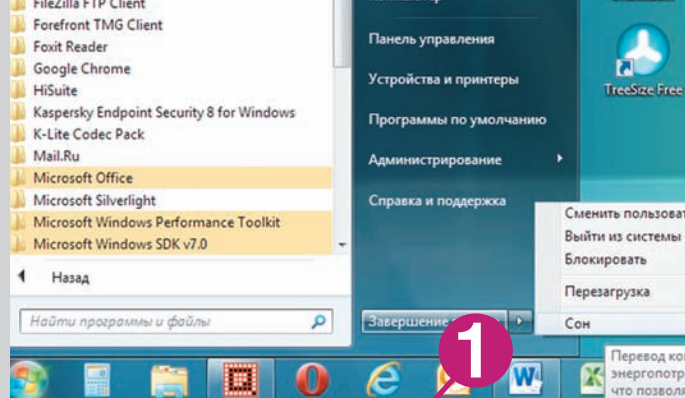 FileZilla FTP Client
Forefront TMG Client
Foxit Reader
Google Chrome
HiSuite
Kaspersky Endpoint Security 8 for Windows
K-Lite Codec Pack
Mail.Ru
Microsoft Office
Microsoft Silverlight
Microsoft Windows Performance Toolkit
Microsoft Windows SDK v7.0
Назад
Найти программы и файлы
Панель управления
Устройства и принтеры
Программы по умолчанию
Администрирование
Справка и поддержка
Завершение
1
TreeSize Free
Сменить
Выйти из системы
Блокировать
Перезагрузка
Сон
Перевод
что